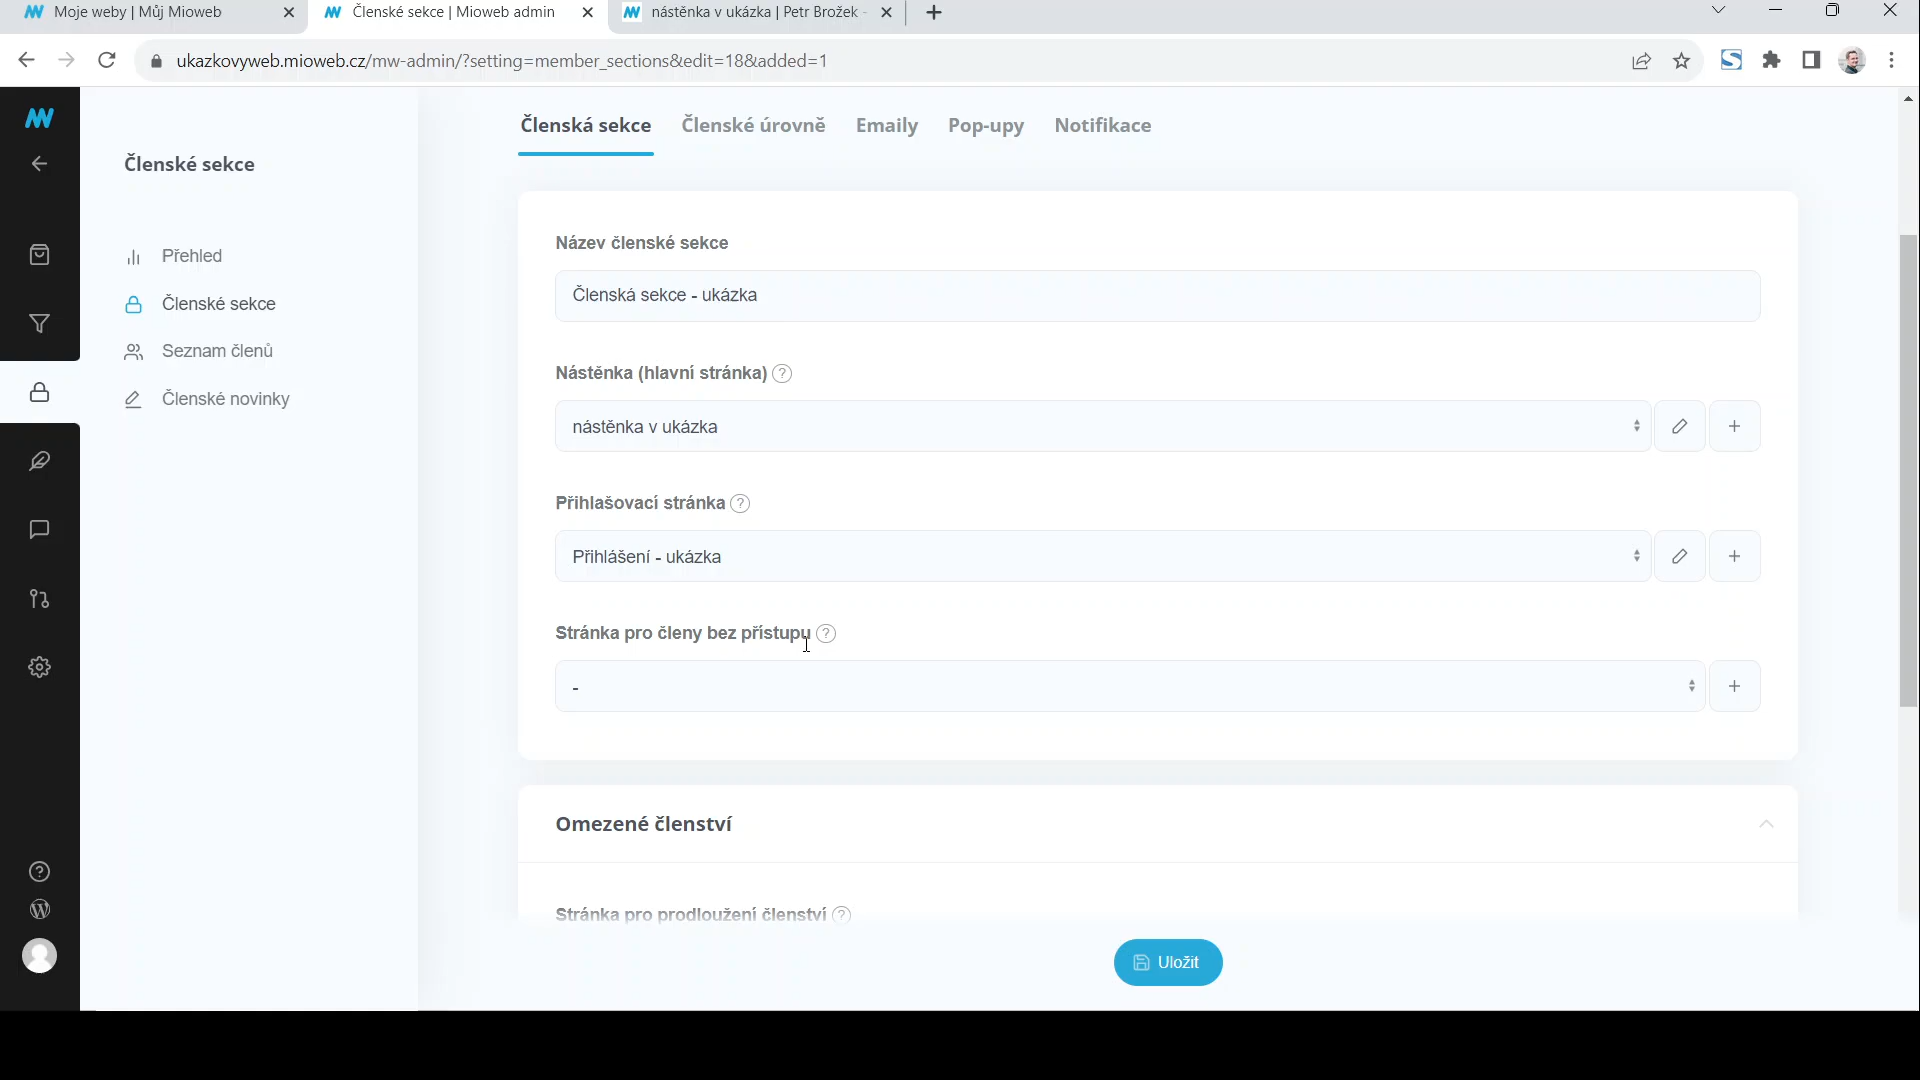 Moje weby | Můj Mioweb
Členské sekce | Mioweb admin
nástěnka v ukázka | Petr Brožek -
ukazkovyweb.mioweb.cz/mw-admin/?setting=member_sections&edit=18&added=1
Členské sekce
Přehled
Členské sekce
Seznam členů
Členské novinky
Členská sekce
Členské úrovně
Emaily
Pop-upy
Notifikace
Název členské sekce
Členská sekce - ukázka
Nástěnka (hlavní stránka) ?
nástěnka v ukázka
Přihlašovací stránka ?
Přihlášení - ukázka
Stránka pro členy bez přístupu ?
-
Omezené členství
Stránka pro prodloužení členství ?
Uložit